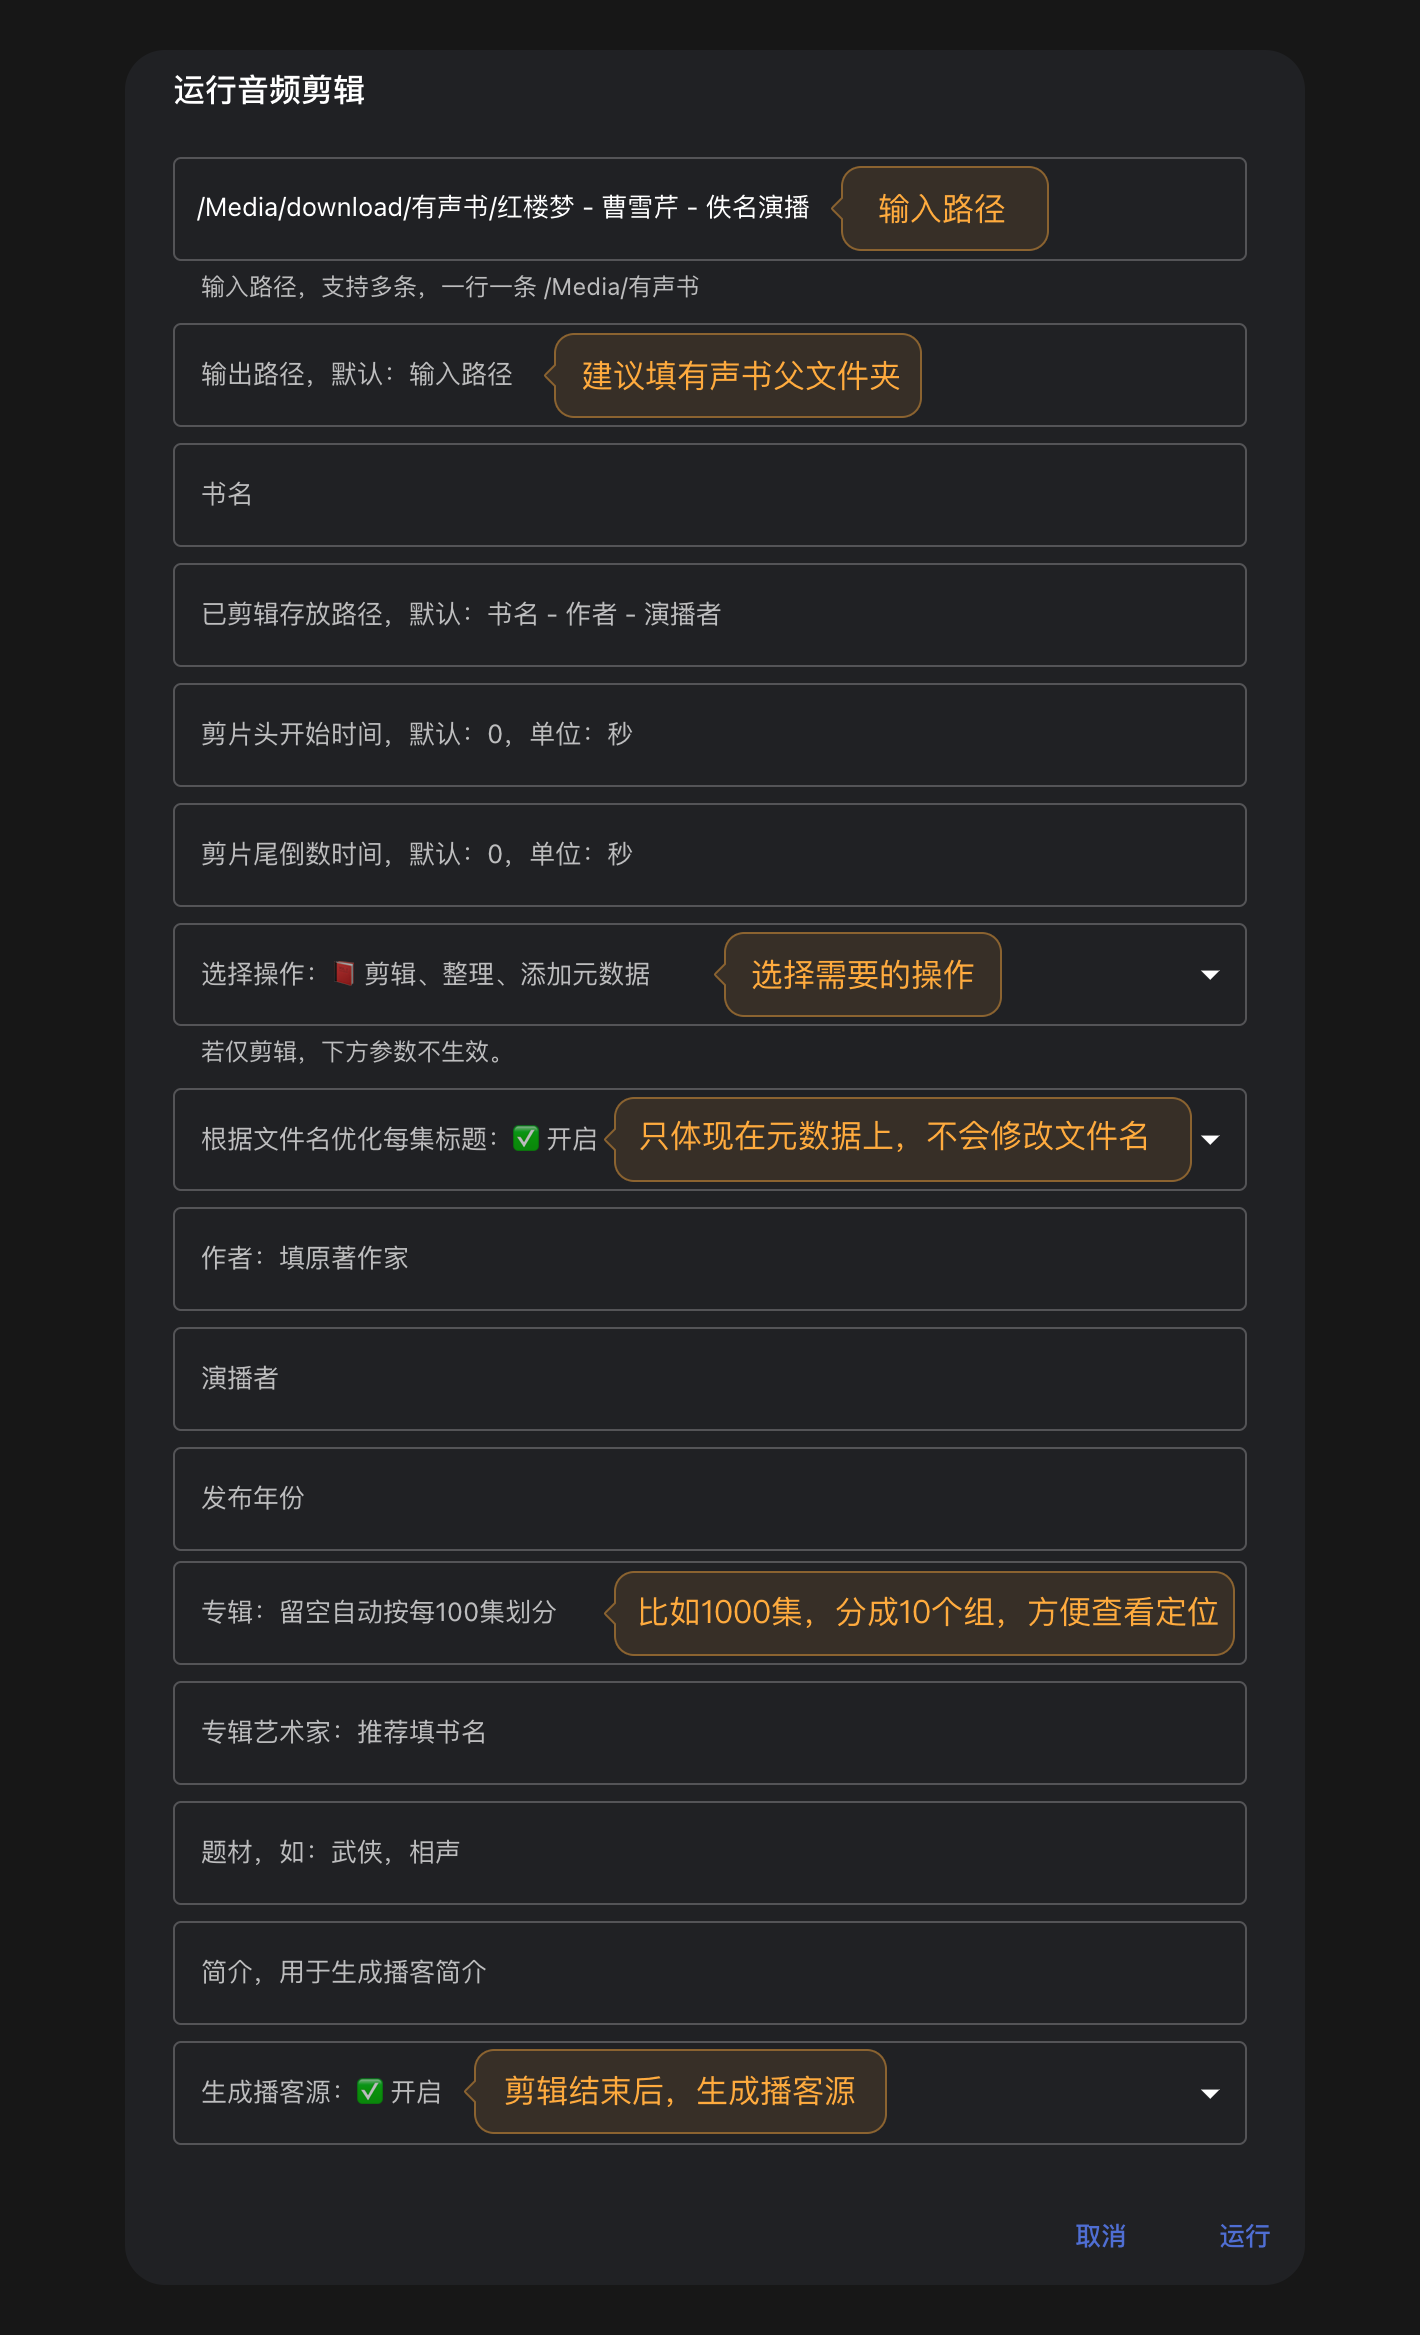 运行音频剪辑
/Media/download/有声书/红楼梦 - 曹雪芹 - 佚名演播 输入路径
输入路径，支持多条，一行一条 /Media/有声书
输出路径，默认：输入路径 建议填有声书父文件夹
书名
已剪辑存放路径，默认：书名 - 作者 - 演播者
剪片头开始时间，默认：0，单位：秒
剪片尾倒数时间，默认：0，单位：秒
选择操作：📕 剪辑、整理、添加元数据 选择需要的操作
若仅剪辑，下方参数不生效。
根据文件名优化每集标题：✅ 开启 只体现在元数据上，不会修改文件名
作者：填原著作家
演播者
发布年份
专辑：留空自动按每100集划分 比如1000集，分成10个组，方便查看定位
专辑艺术家：推荐填书名
题材，如：武侠，相声
简介，用于生成播客简介
生成播客源：✅ 开启 剪辑结束后，生成播客源
取消 运行